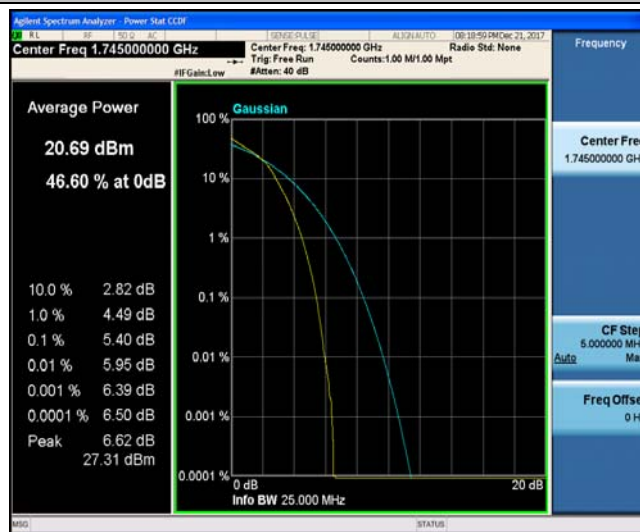 Agilent Spectrum Analyzer - Power Stat CCDF
RL RF 50 Ω AC SENSE:PULSE ALIGN AUTO 08:18:59 PM Dec 21, 2017
Center Freq 1.745000000 GHz
Center Freq: 1.745000000 GHz Radio Std: None
Trig: Free Run Counts:1.00 M/1.00 Mpt
#IFGain:Low #Atten: 40 dB
Frequency
Average Power
20.69 dBm
46.60 % at 0dB
10.0 % 2.82 dB
1.0 % 4.49 dB
0.1 % 5.40 dB
0.01 % 5.95 dB
0.001 % 6.39 dB
0.0001 % 6.50 dB
Peak 6.62 dB
27.31 dBm
Gaussian
100 %
10 %
1 %
0.1 %
0.01 %
0.001 %
0.0001 %
0 dB 20 dB
Info BW 25.000 MHz
Center Fre
1.745000000 GH
CF Step
5.000000 MH
Auto Ma
Freq Offse
0 H
MSG STATUS